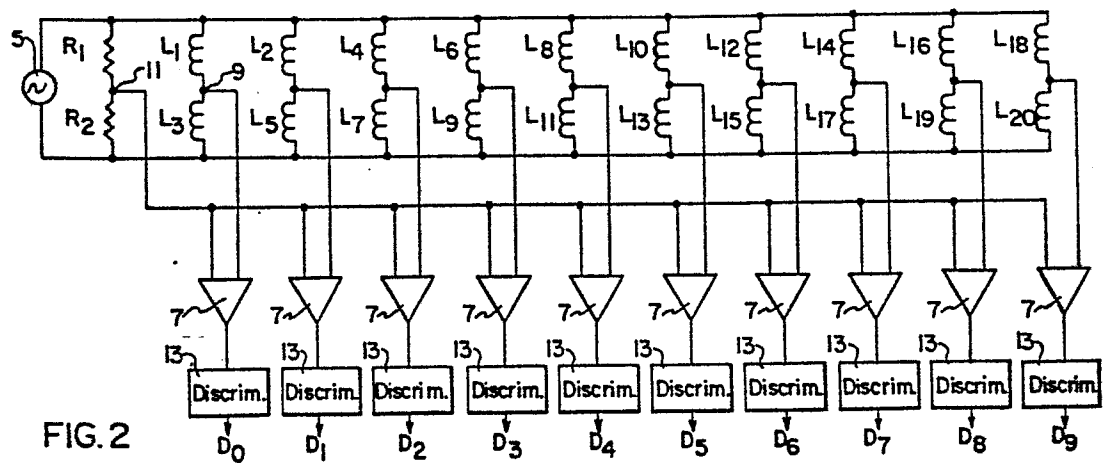 5 R1 L1 L2 L4 L6 L8 L10 L12 L14 L16 L18
11 9
R2 L3 L5 L7 L9 L11 L13 L15 L17 L19 L20
7 7 7 7 7 7 7 7 7 7
13 13 13 13 13 13 13 13 13 13
Discrim. Discrim. Discrim. Discrim. Discrim. Discrim. Discrim. Discrim. Discrim. Discrim.
FIG. 2 D0 D1 D2 D3 D4 D5 D6 D7 D8 D9